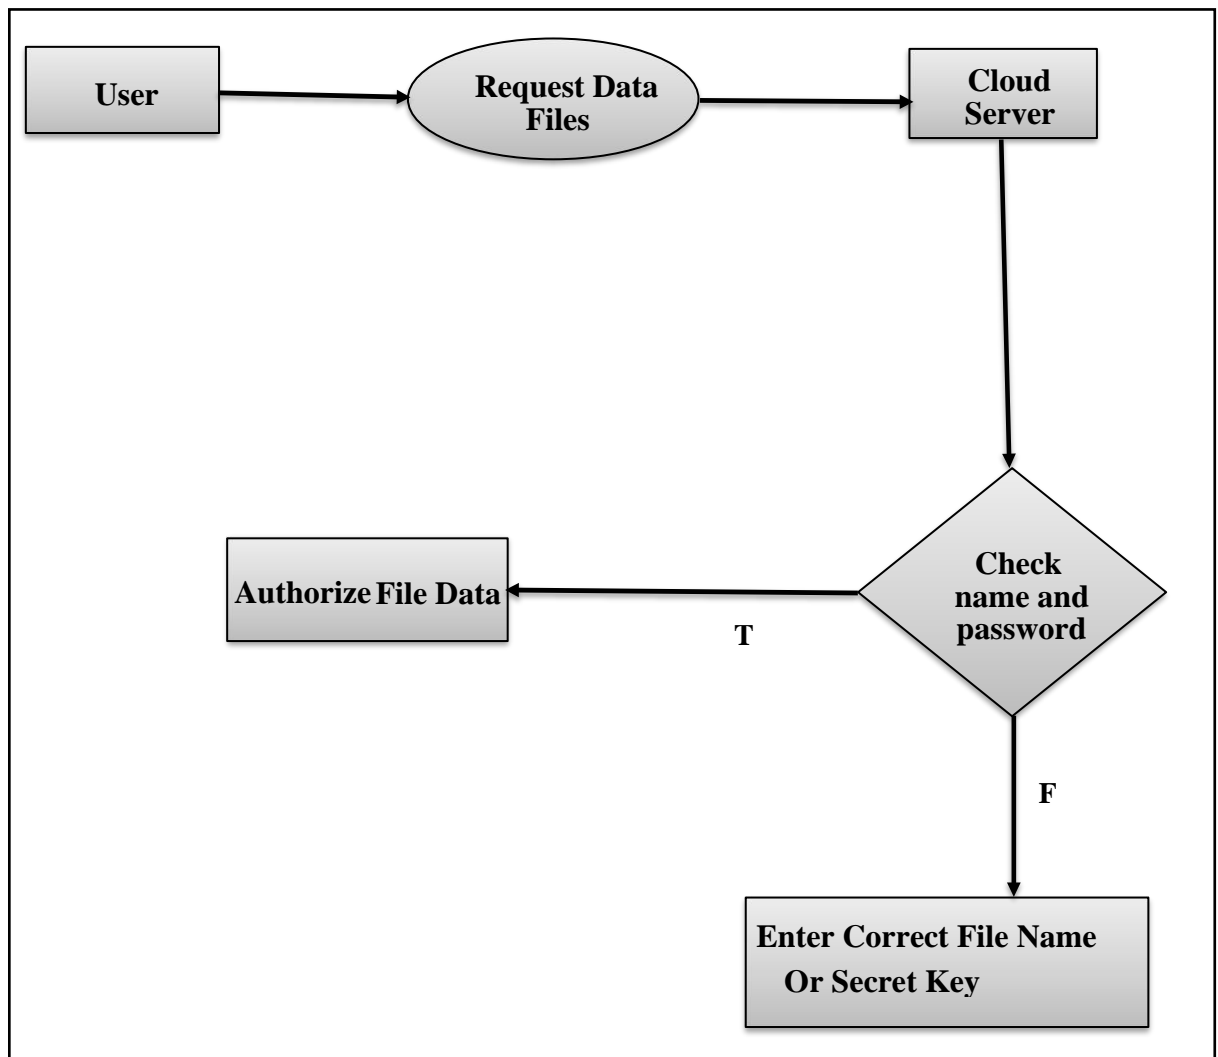 User
Request Data
Files
Cloud
Server
Check
name and
password
Authorize File Data
T
F
Enter Correct File Name
Or Secret Key